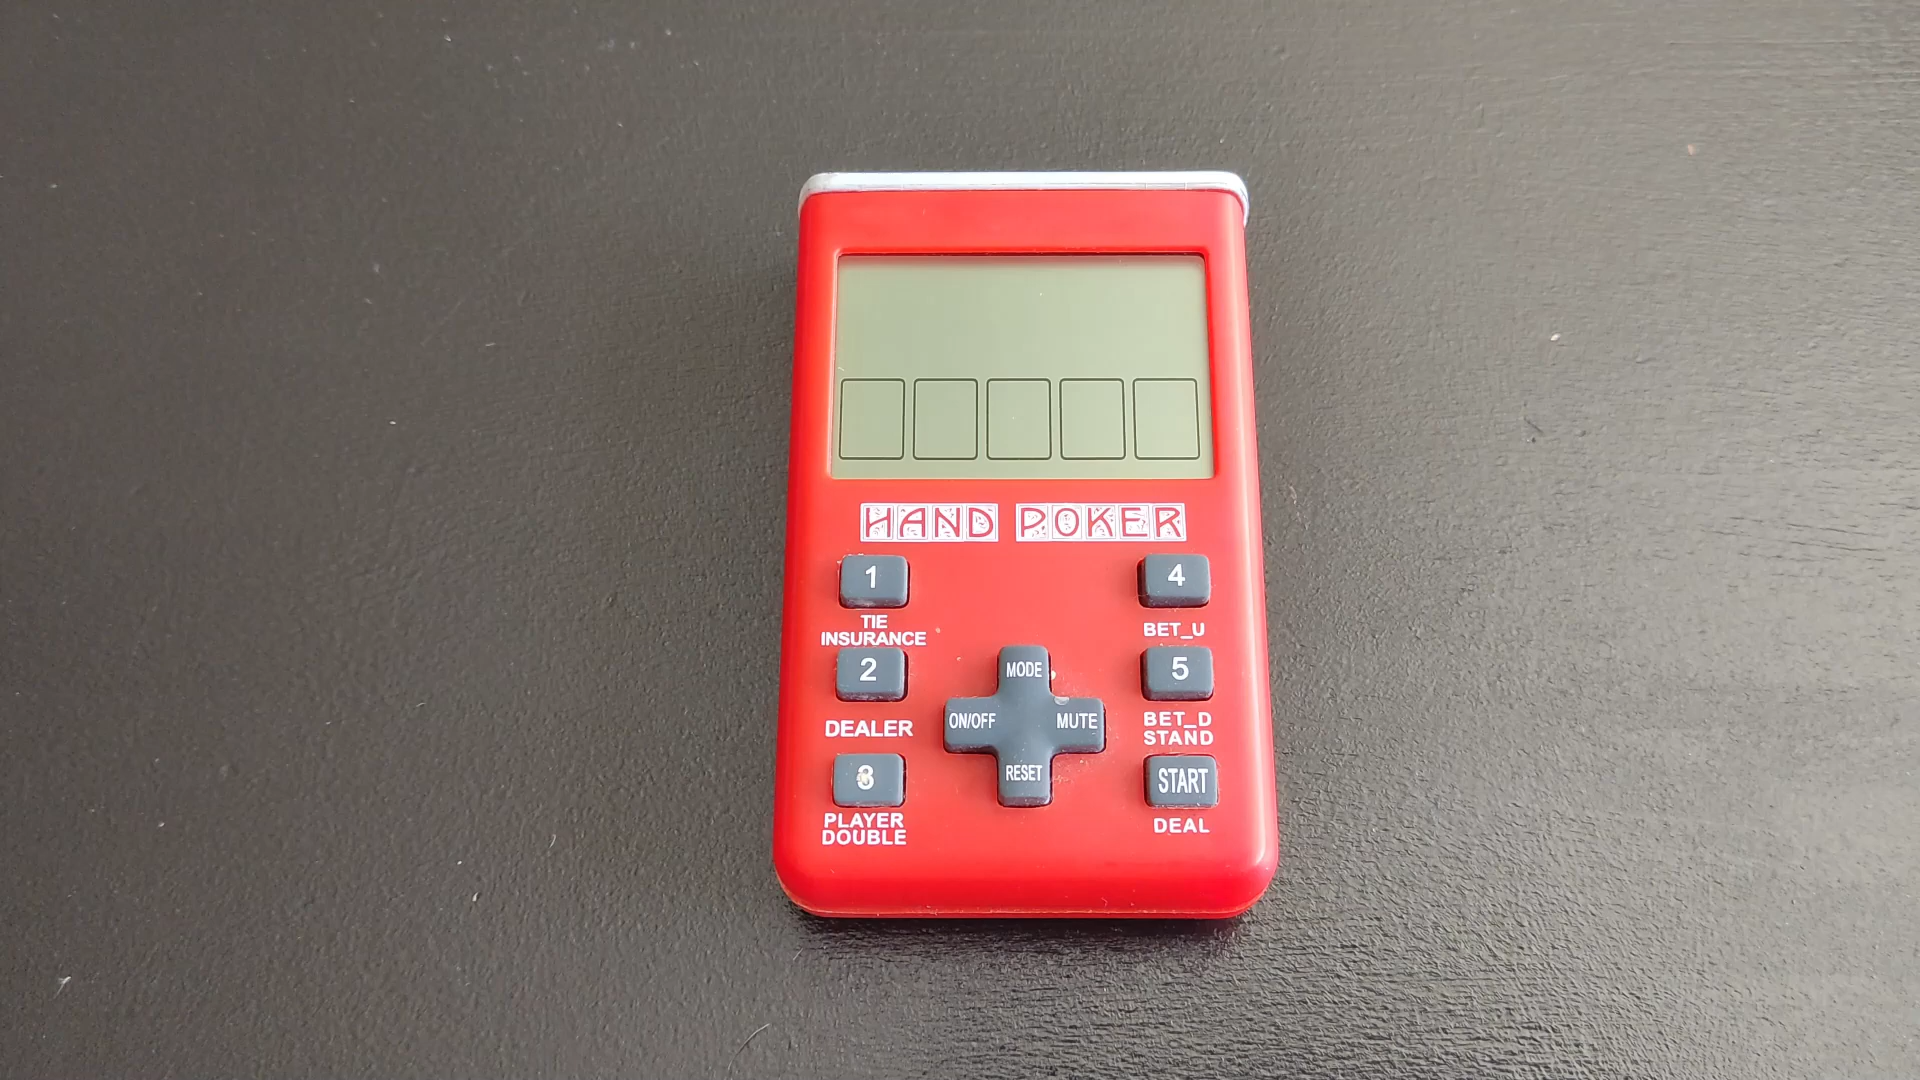 HAND POKER
1
4
TIE
INSURANCE
BET_U
2
5
MODE
DEALER
ON/OFF
MUTE
BET_D
STAND
3
RESET
START
PLAYER
DOUBLE
DEAL